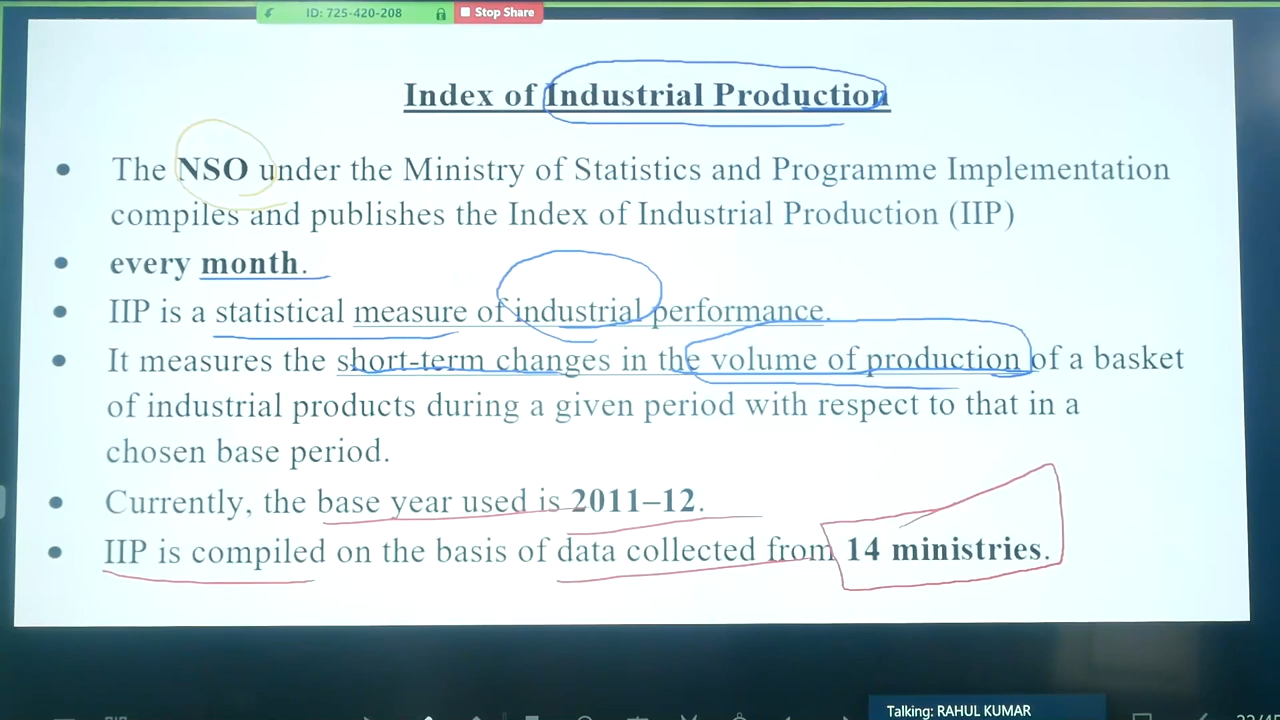 ID: 725-420-208
Stop Share
Index of Industrial Production
• The NSO under the Ministry of Statistics and Programme Implementation
compiles and publishes the Index of Industrial Production (IIP)
• every month.
• IIP is a statistical measure of industrial performance.
• It measures the short-term changes in the volume of production of a basket
of industrial products during a given period with respect to that in a
chosen base period.
• Currently, the base year used is 2011–12.
• IIP is compiled on the basis of data collected from 14 ministries.
Talking: RAHUL KUMAR